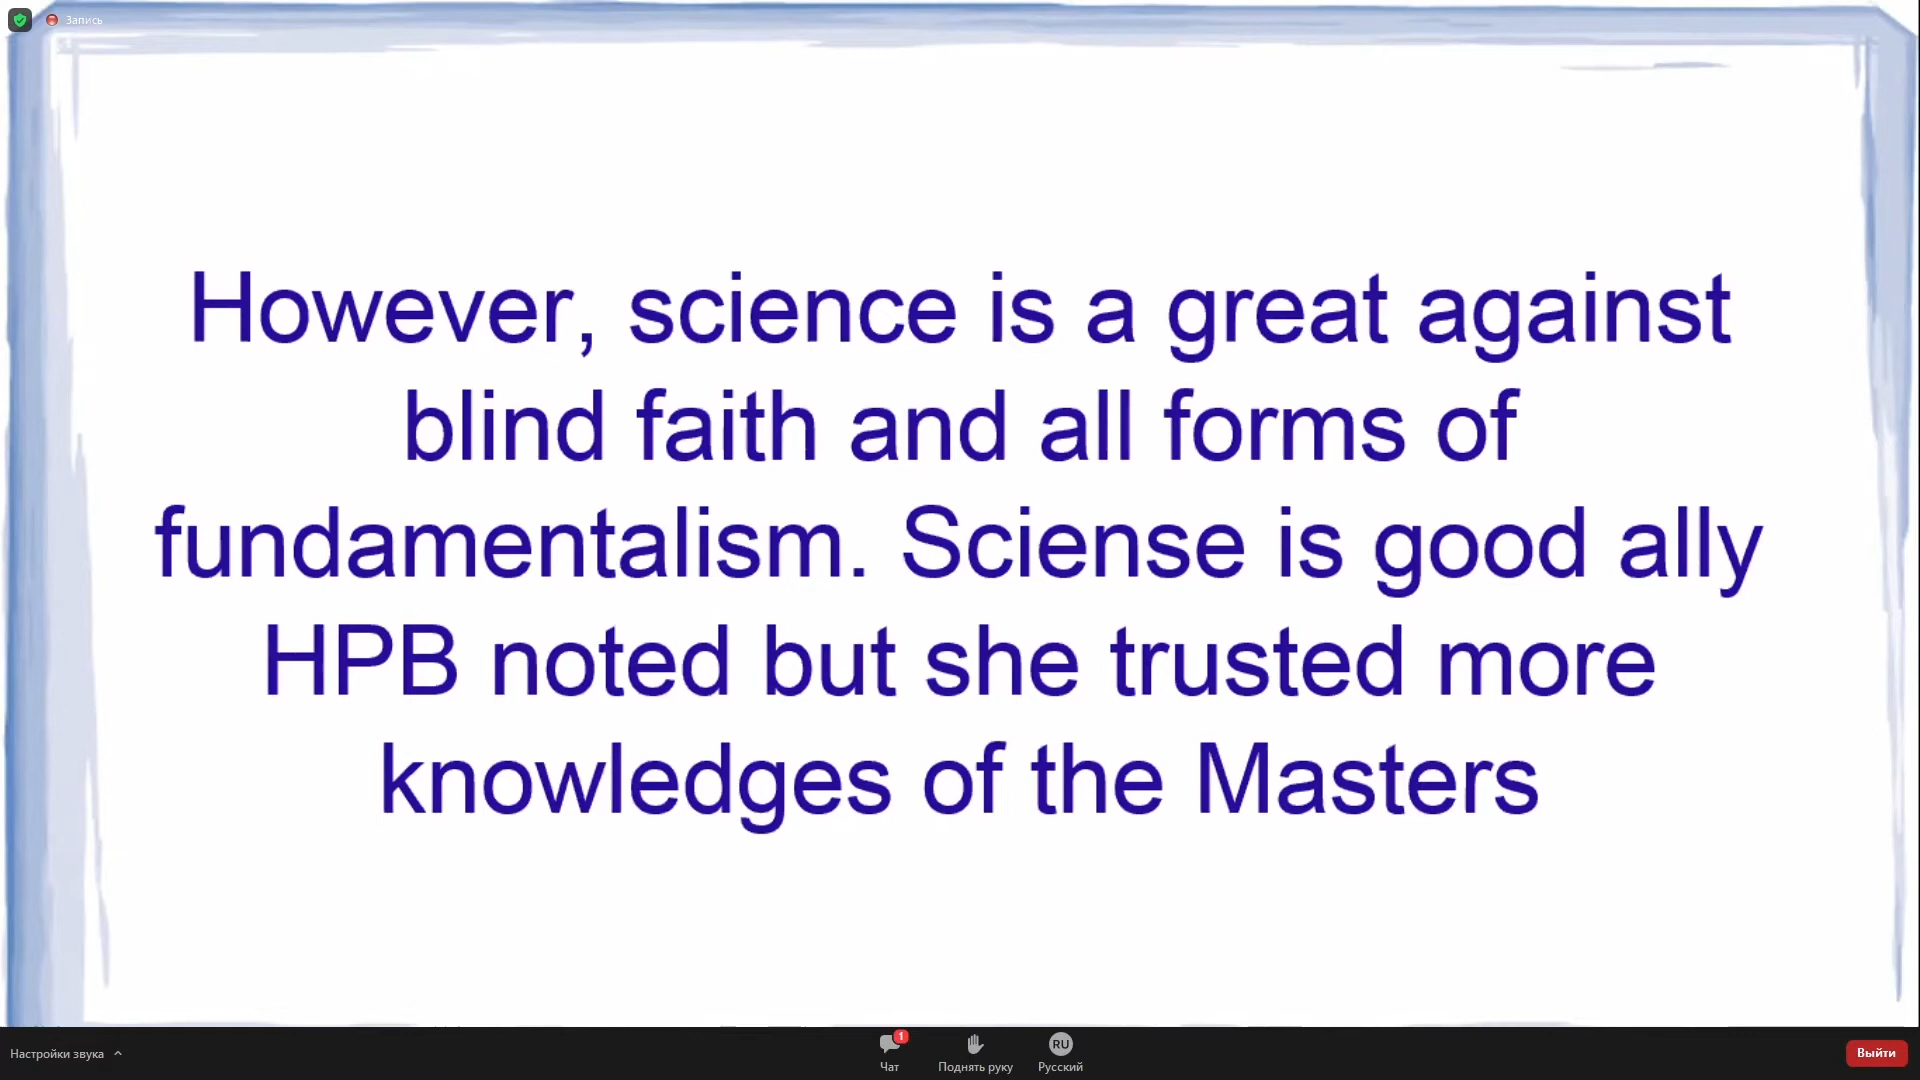 Запись
However, science is a great against
blind faith and all forms of
fundamentalism. Sciense is good ally
HPB noted but she trusted more
knowledges of the Masters
Настройки звука
1
Чат
Поднять руку
RU
Русский
Выйти